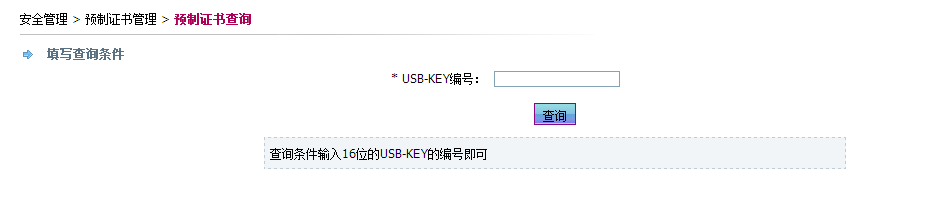 安全管理 > 预制证书管理 > 预制证书查询
填写查询条件
* USB-KEY编号：
查询
查询条件输入16位的USB-KEY的编号即可